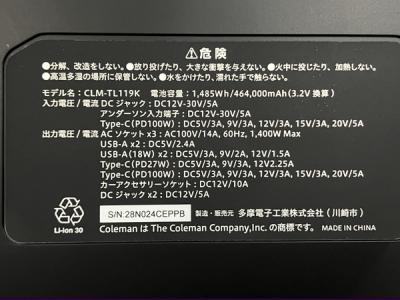 ⚠危険
●分解、改造をしない。●放り投げたり、大きな衝撃を与えない。●火中に投じたり、加熱しない。
●高温多湿の場所に保管しない。●水をかけたり、濡れた手で触らない。
モデル名：CLM-TL119K 電池容量：1,485Wh/464,000mAh(3.2V 換算)
入力電圧 / 電流 DC ジャック：DC12V-30V/5A
アンダーソン入力端子：DC12V-30V/5A
Type-C(PD100W)：DC5V/3A, 9V/3A, 12V/3A, 15V/3A, 20V/5A
出力電圧 / 電流 AC ソケット x3：AC100V/14A, 60Hz, 1,400W Max
USB-A x2：DC5V/2.4A
USB-A(18W) x2：DC5V/3A, 9V/2A, 12V/1.5A
Type-C(PD27W)：DC5V/3A, 9V/3A, 12V/2.25A
Type-C(PD100W)：DC5V/3A, 9V/3A, 12V/3A, 15V/3A, 20V/5A
カーアクセサリーソケット：DC12V/10A
DC ジャック x2：DC12V/5A
Li-ion 30
S/N:28N024CEPPB 製造・販売元 多摩電子工業株式会社（川崎市）
Coleman は The Coleman Company,Inc. の商標です。 MADE IN CHINA